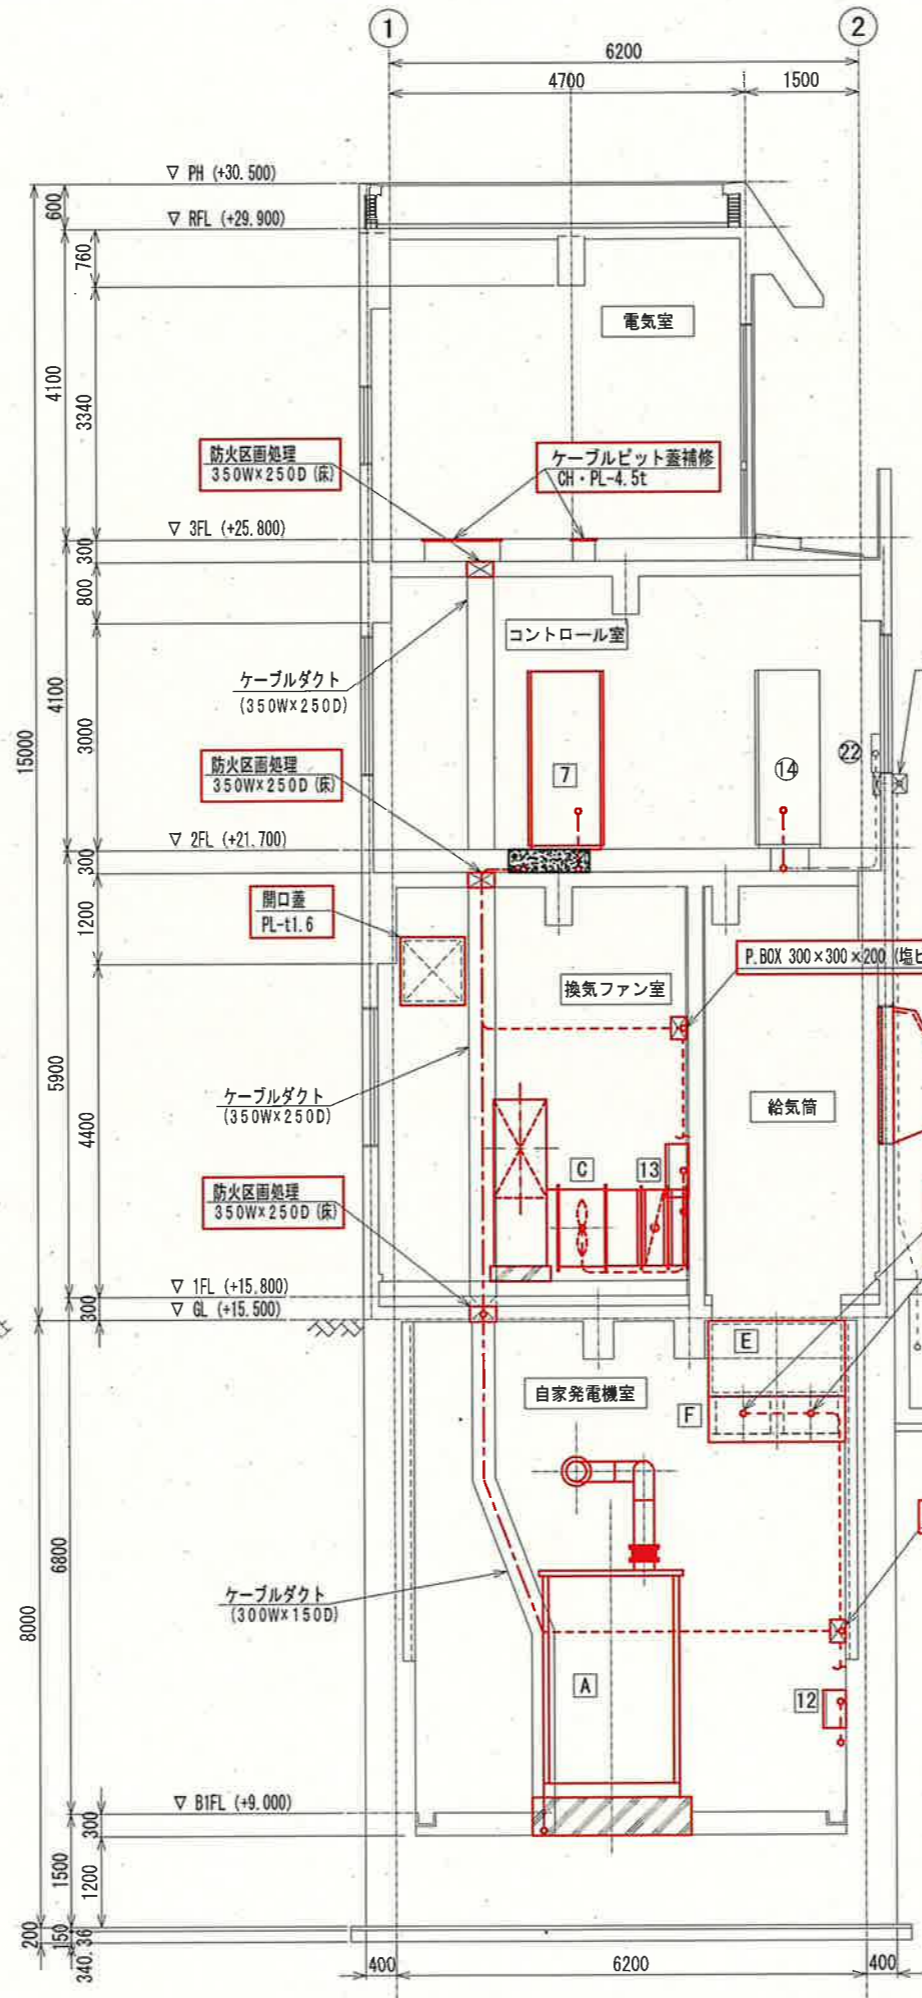 1
2
6200
4700
1500
▽ PH (+30.500)
600
▽ RFL (+29.900)
760
電気室
4100
3340
防火区画処理
350W×250D (床)
ケーブルピット蓋補修
CH・PL-4.5t
▽ 3FL (+25.800)
300
800
コントロール室
ケーブルダクト
(350W×250D)
4100
3000
15000
防火区画処理
350W×250D (床)
7
14
22
▽ 2FL (+21.700)
300
開口蓋
PL-t1.6
1200
P.BOX 300×300×200 (塩ビ
換気ファン室
5900
4400
ケーブルダクト
(350W×250D)
給気筒
防火区画処理
350W×250D (床)
C
13
▽ 1FL (+15.800)
300
▽ GL (+15.500)
E
自家発電機室
F
6800
8000
ケーブルダクト
(300W×150D)
A
12
▽ B1FL (+9.000)
300
1500
1200
200
150
340.36
400
6200
400